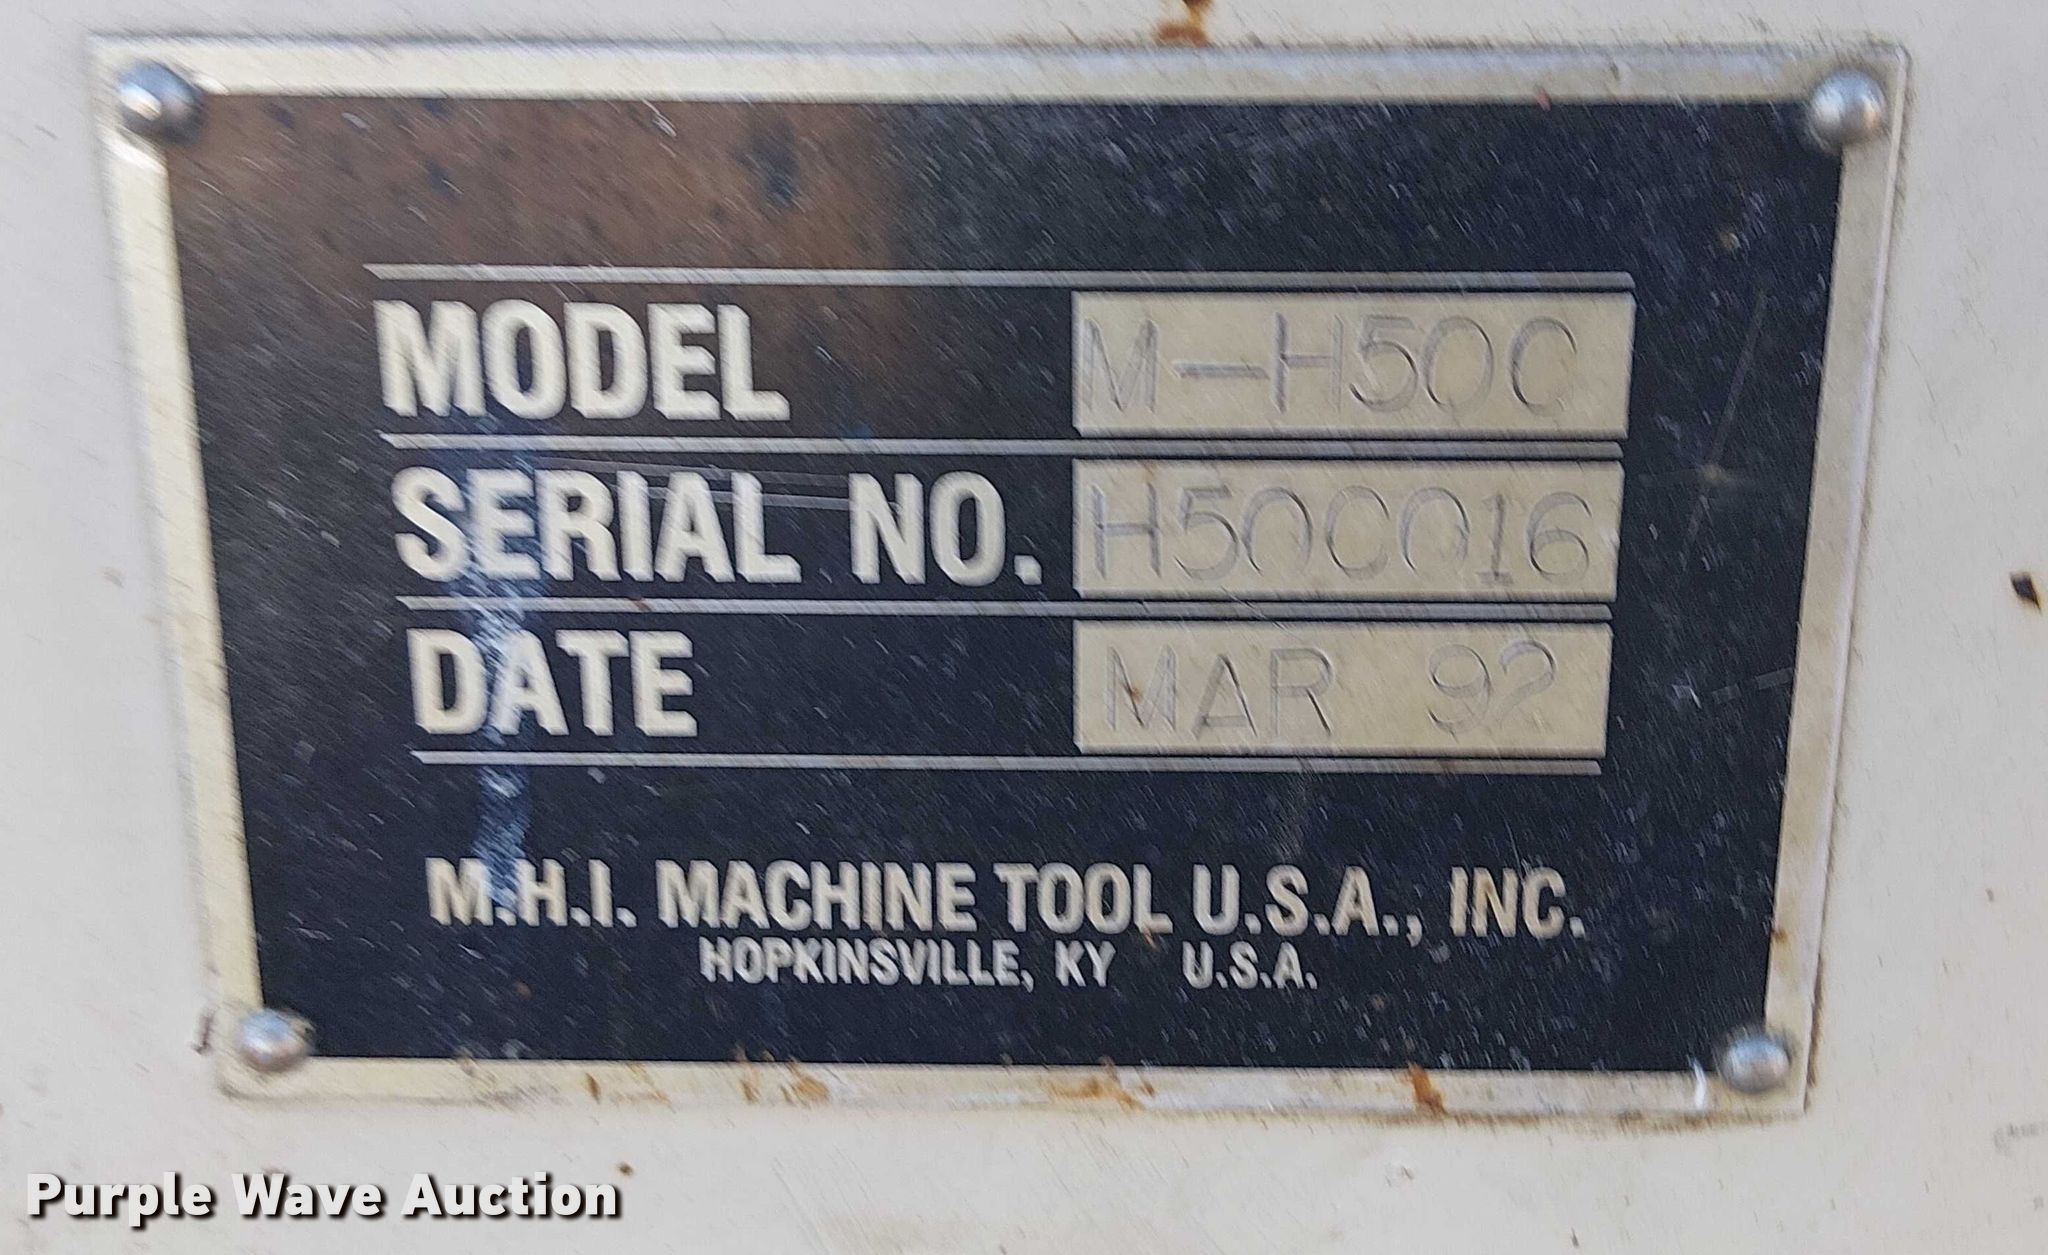 MODEL M-H50C
SERIAL NO. H50C016
DATE MAR 92
M.H.I. MACHINE TOOL U.S.A., INC.
HOPKINSVILLE, KY U.S.A.
Purple Wave Auction